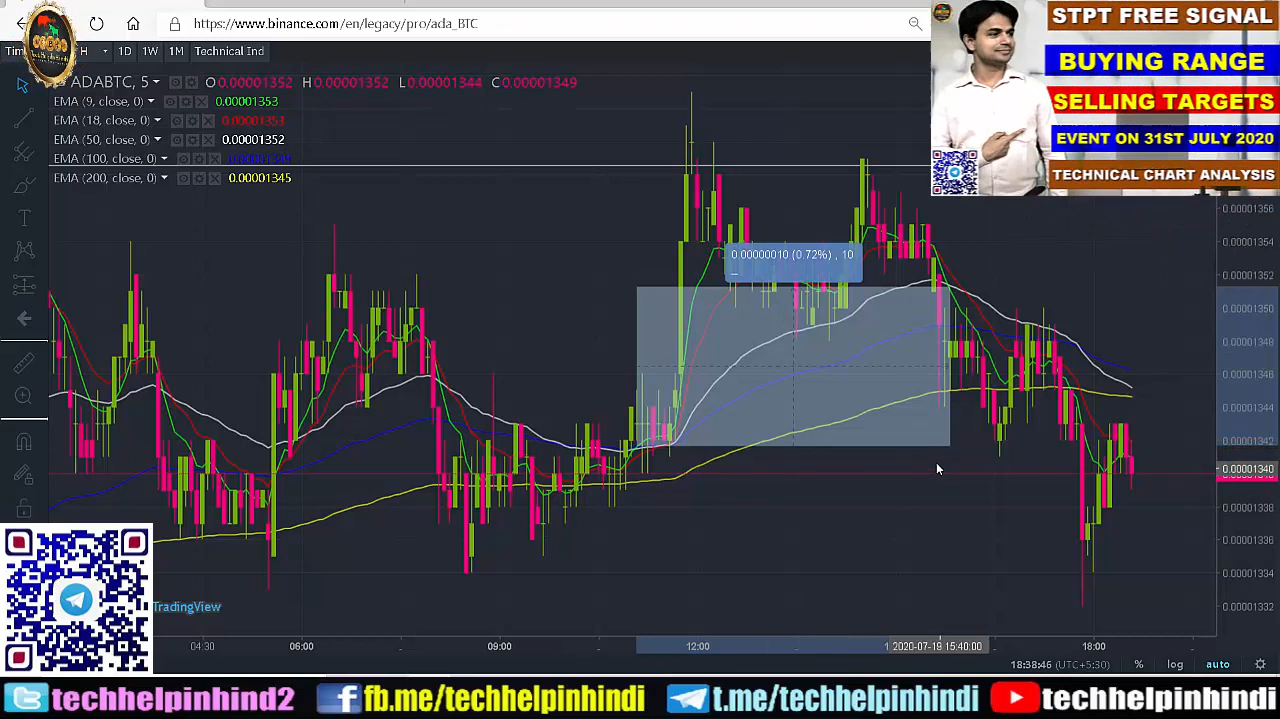 https://www.binance.com/en/legacy/pro/ada_BTC
H 1D 1W 1M Technical Ind
ADABTC, 5 O0.00001352 H0.00001352 L0.00001344 C0.00001349
EMA (9, close, 0) 0.00001353
EMA (18, close, 0) 0.00001353
EMA (50, close, 0) 0.00001352
EMA (100, close, 0)
EMA (200, close, 0) 0.00001345
STPT FREE SIGNAL
BUYING RANGE
SELLING TARGETS
EVENT ON 31ST JULY 2020
TECHNICAL CHART ANALYSIS
0.00000010 (0.72%) , 10
0.00001356
0.00001354
0.00001352
0.00001350
0.00001348
0.00001346
0.00001344
0.00001342
0.00001340
0.00001338
0.00001336
0.00001334
0.00001332
TradingView
04:30 06:00 09:00 12:00 2020-07-19 15:40:00 18:00
18:38:46 (UTC+5:30) % log auto
techhelpinhind2 fb.me/techhelpinhindi t.me/techhelpinhindi techhelpinhindi